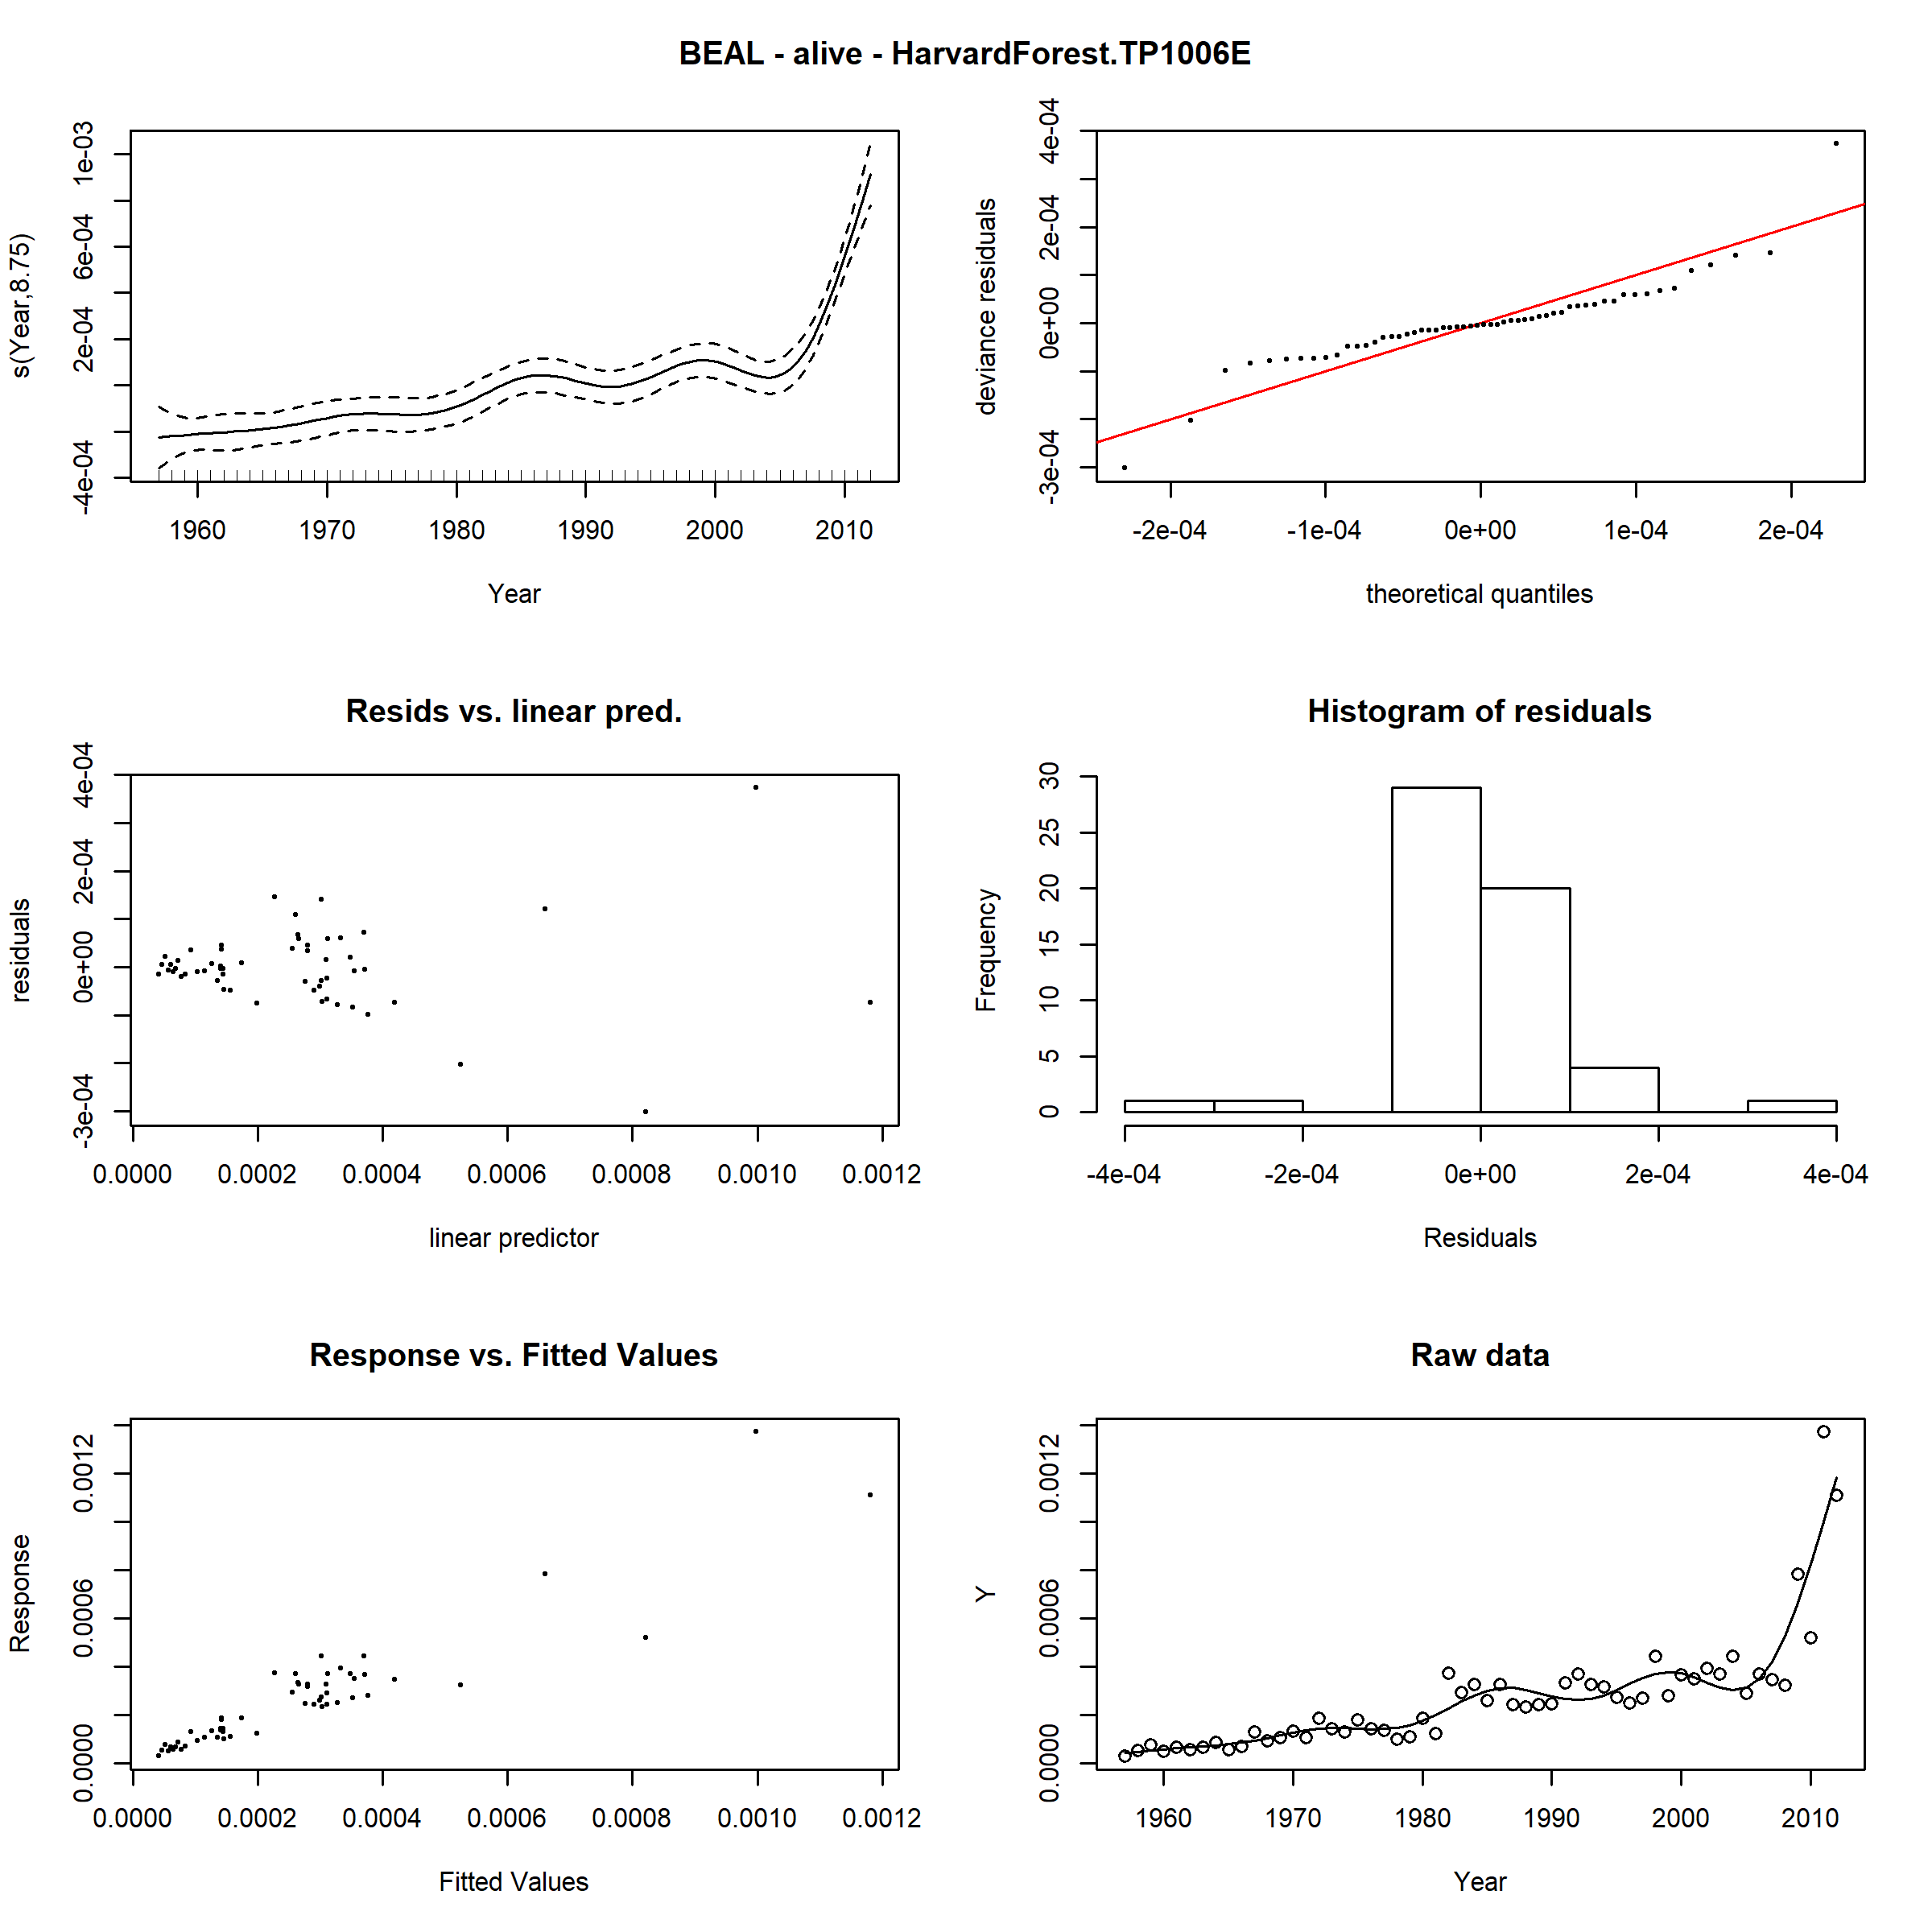 BEAL - alive - HarvardForest.TP1006E
s(Year,8.75)
-4e-04 2e-04 6e-04 1e-03
1960 1970 1980 1990 2000 2010
Year
deviance residuals
-3e-04 0e+00 2e-04 4e-04
-2e-04 -1e-04 0e+00 1e-04 2e-04
theoretical quantiles
Resids vs. linear pred.
residuals
-3e-04 0e+00 2e-04 4e-04
0.0000 0.0002 0.0004 0.0006 0.0008 0.0010 0.0012
linear predictor
Histogram of residuals
Frequency
0 5 10 15 20 25 30
-4e-04 -2e-04 0e+00 2e-04 4e-04
Residuals
Response vs. Fitted Values
Response
0.0000 0.0006 0.0012
0.0000 0.0002 0.0004 0.0006 0.0008 0.0010 0.0012
Fitted Values
Raw data
Y
0.0000 0.0006 0.0012
1960 1970 1980 1990 2000 2010
Year